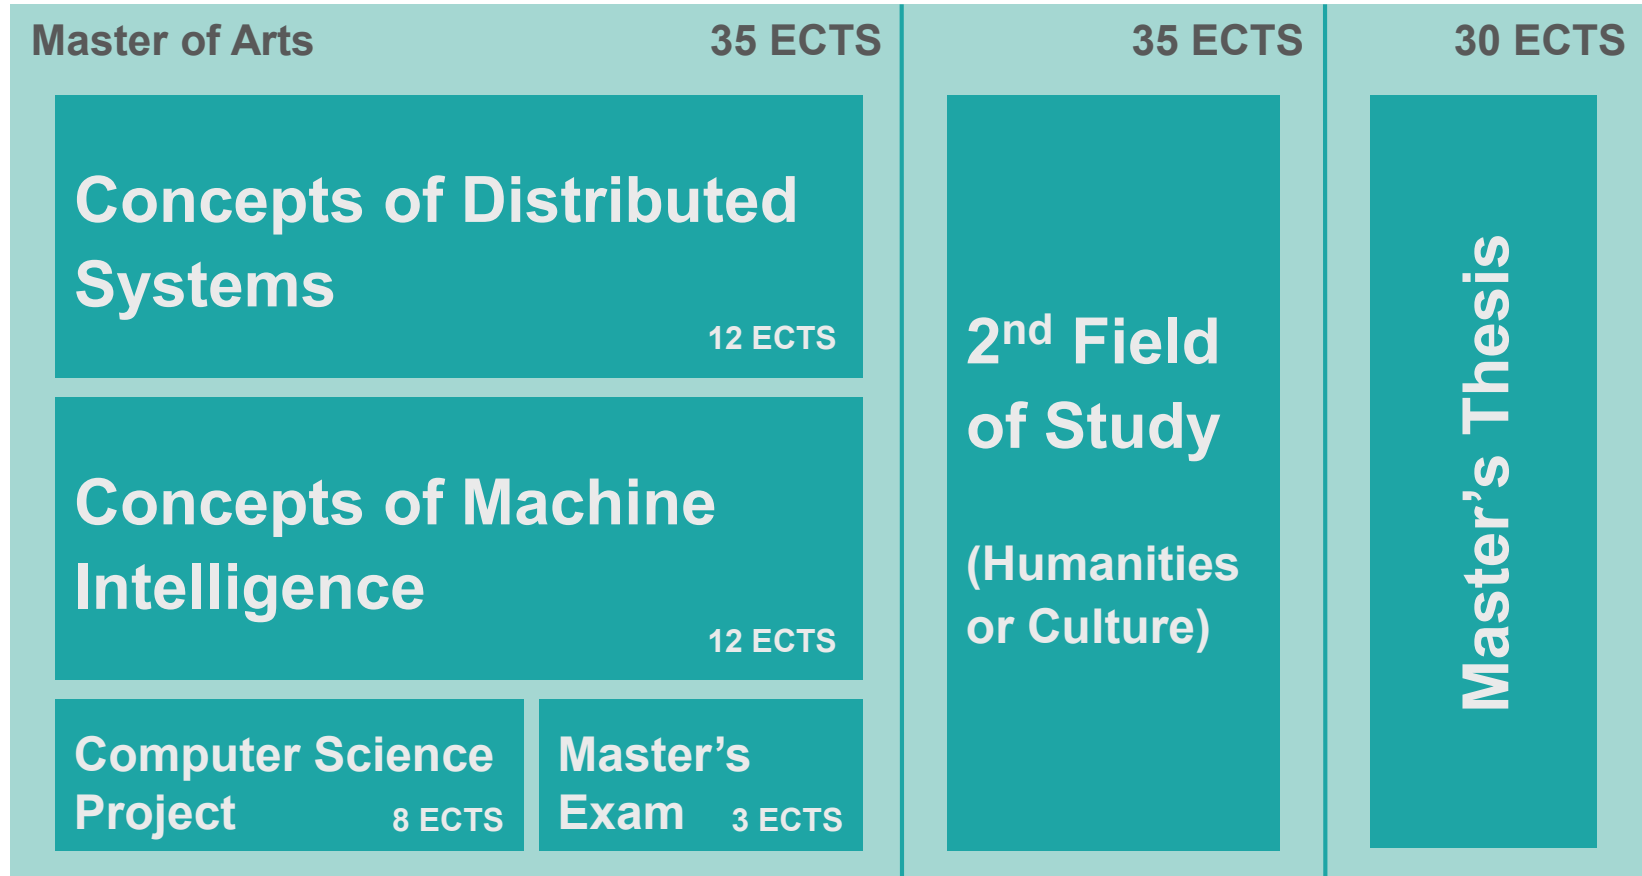 Master of Arts 35 ECTS
Concepts of Distributed
Systems
12 ECTS
Concepts of Machine
Intelligence
12 ECTS
Computer Science
Project 8 ECTS
Master’s
Exam 3 ECTS
35 ECTS
2nd Field
of Study
(Humanities
or Culture)
30 ECTS
Master’s Thesis